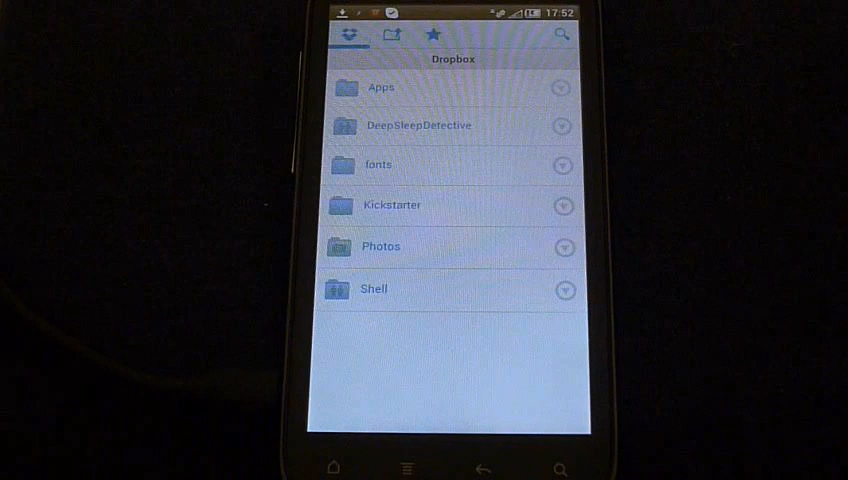 17:52
Dropbox
Apps
DeepSleepDetective
fonts
Kickstarter
Photos
Shell